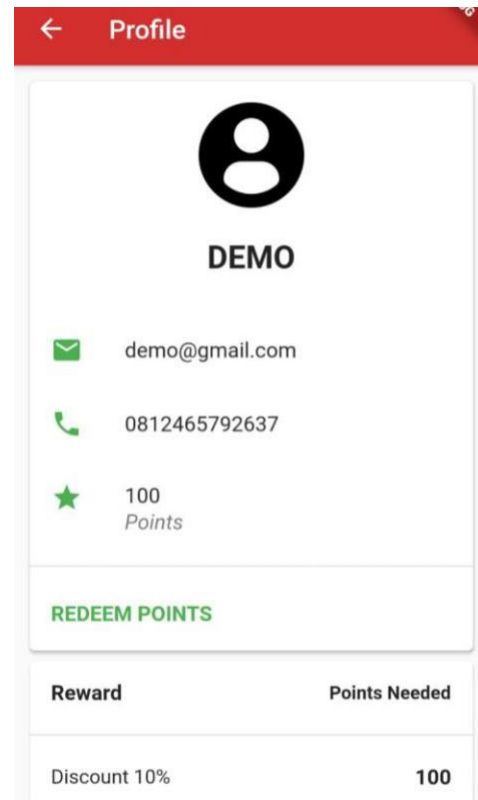 Profile
DEMO
demo@gmail.com
0812465792637
100
Points
REDEEM POINTS
Reward Points Needed
Discount 10% 100